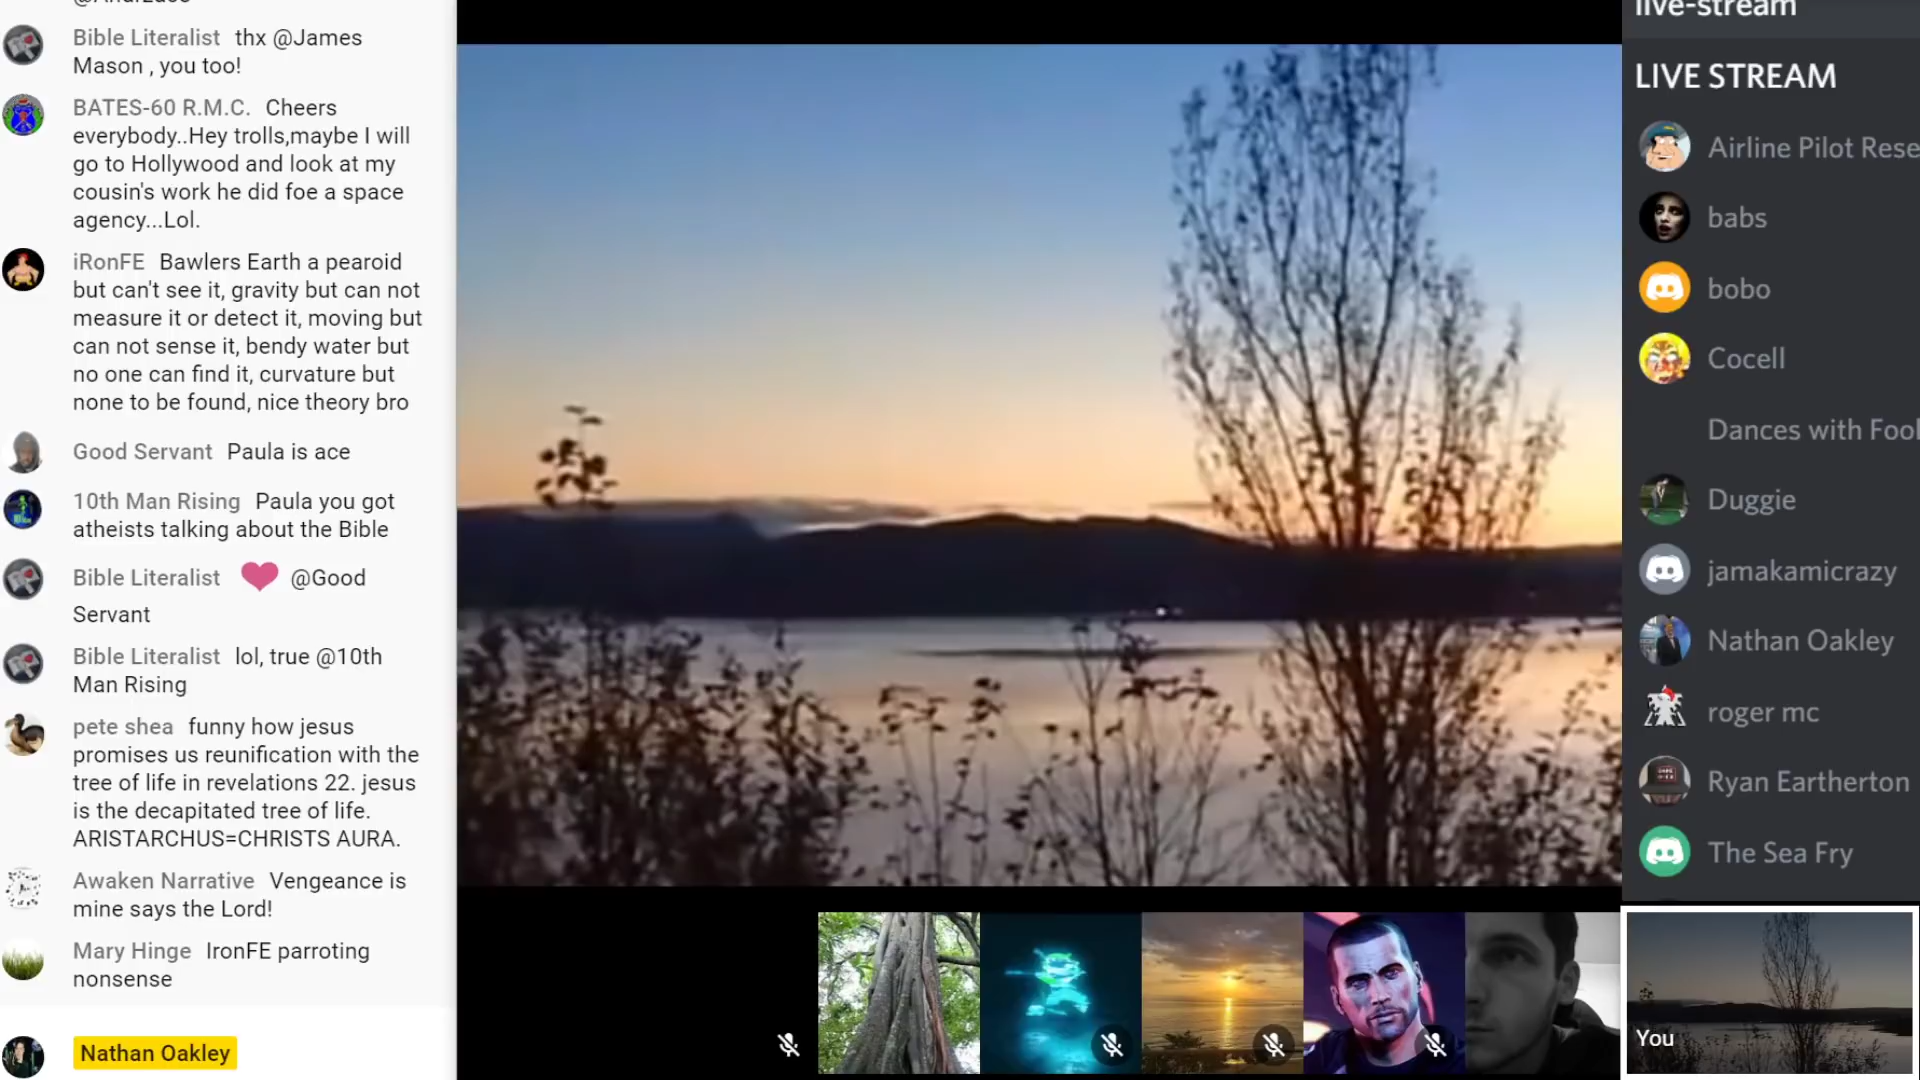 Bible Literalist thx @James
Mason , you too!
BATES-60 R.M.C. Cheers
everybody..Hey trolls,maybe I will
go to Hollywood and look at my
cousin's work he did foe a space
agency...Lol.
iRonFE Bawlers Earth a pearoid
but can't see it, gravity but can not
measure it or detect it, moving but
can not sense it, bendy water but
no one can find it, curvature but
none to be found, nice theory bro
Good Servant Paula is ace
10th Man Rising Paula you got
atheists talking about the Bible
Bible Literalist @Good
Servant
Bible Literalist lol, true @10th
Man Rising
pete shea funny how jesus
promises us reunification with the
tree of life in revelations 22. jesus
is the decapitated tree of life.
ARISTARCHUS=CHRISTS AURA.
Awaken Narrative Vengeance is
mine says the Lord!
Mary Hinge IronFE parroting
nonsense
Nathan Oakley
live-stream
LIVE STREAM
Airline Pilot Rese
babs
bobo
Cocell
Dances with Fool
Duggie
jamakamicrazy
Nathan Oakley
roger mc
Ryan Eartherton
The Sea Fry
You